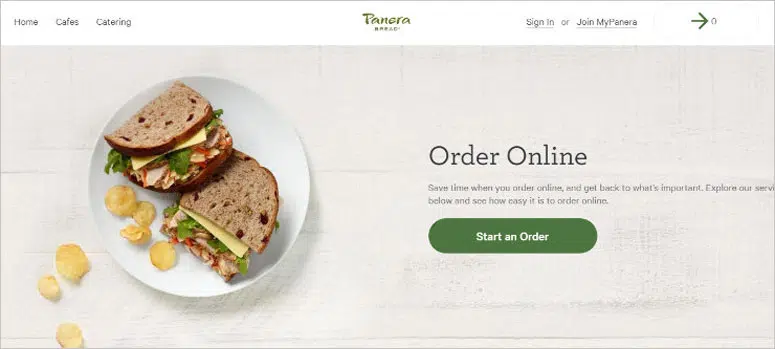 Home Cafes Catering Panera BREAD® Sign In or Join MyPanera 0
Order Online
Save time when you order online, and get back to what's important. Explore our servi
below and see how easy it is to order online.
Start an Order